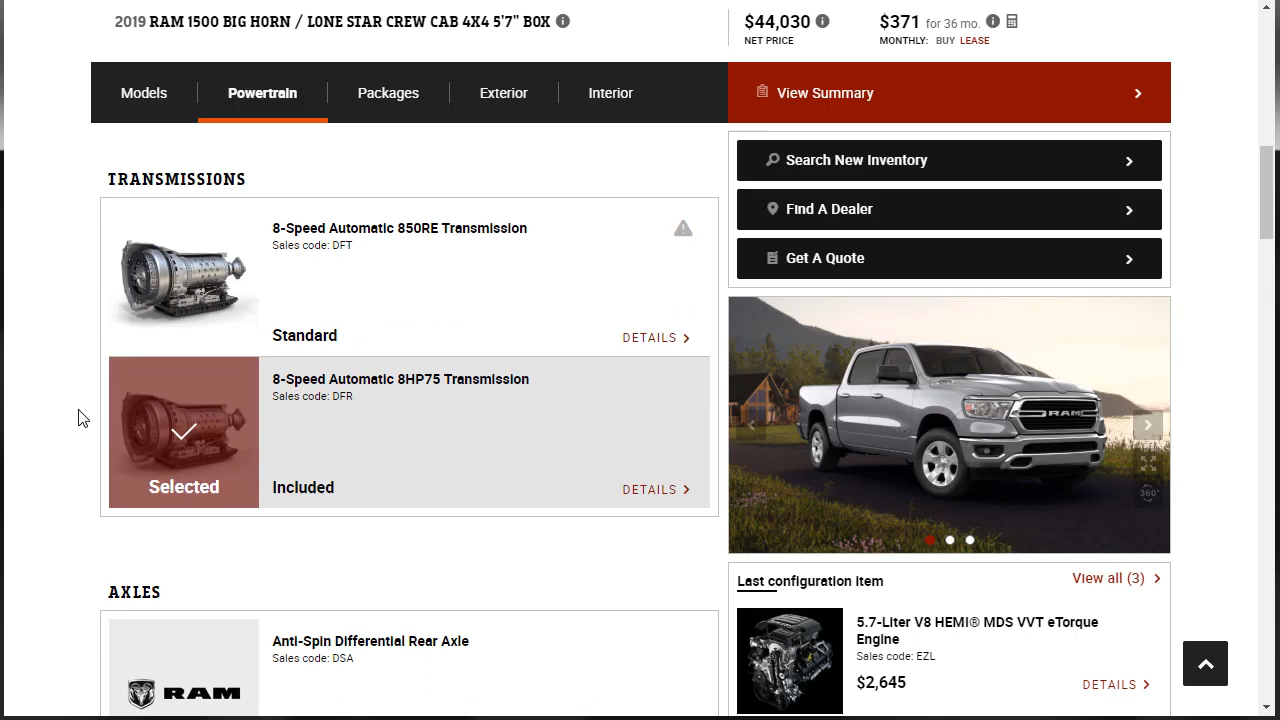 2019 RAM 1500 BIG HORN / LONE STAR CREW CAB 4X4 5'7" BOX
$44,030
NET PRICE
$371 for 36 mo.
MONTHLY: BUY LEASE
Models
Powertrain
Packages
Exterior
Interior
View Summary
TRANSMISSIONS
8-Speed Automatic 850RE Transmission
Sales code: DFT
Standard
DETAILS
8-Speed Automatic 8HP75 Transmission
Sales code: DFR
Selected
Included
DETAILS
AXLES
Anti-Spin Differential Rear Axle
Sales code: DSA
RAM
Search New Inventory
Find A Dealer
Get A Quote
RAM
360°
Last configuration item
View all (3)
5.7-Liter V8 HEMI® MDS VVT eTorque
Engine
Sales code: EZL
$2,645
DETAILS